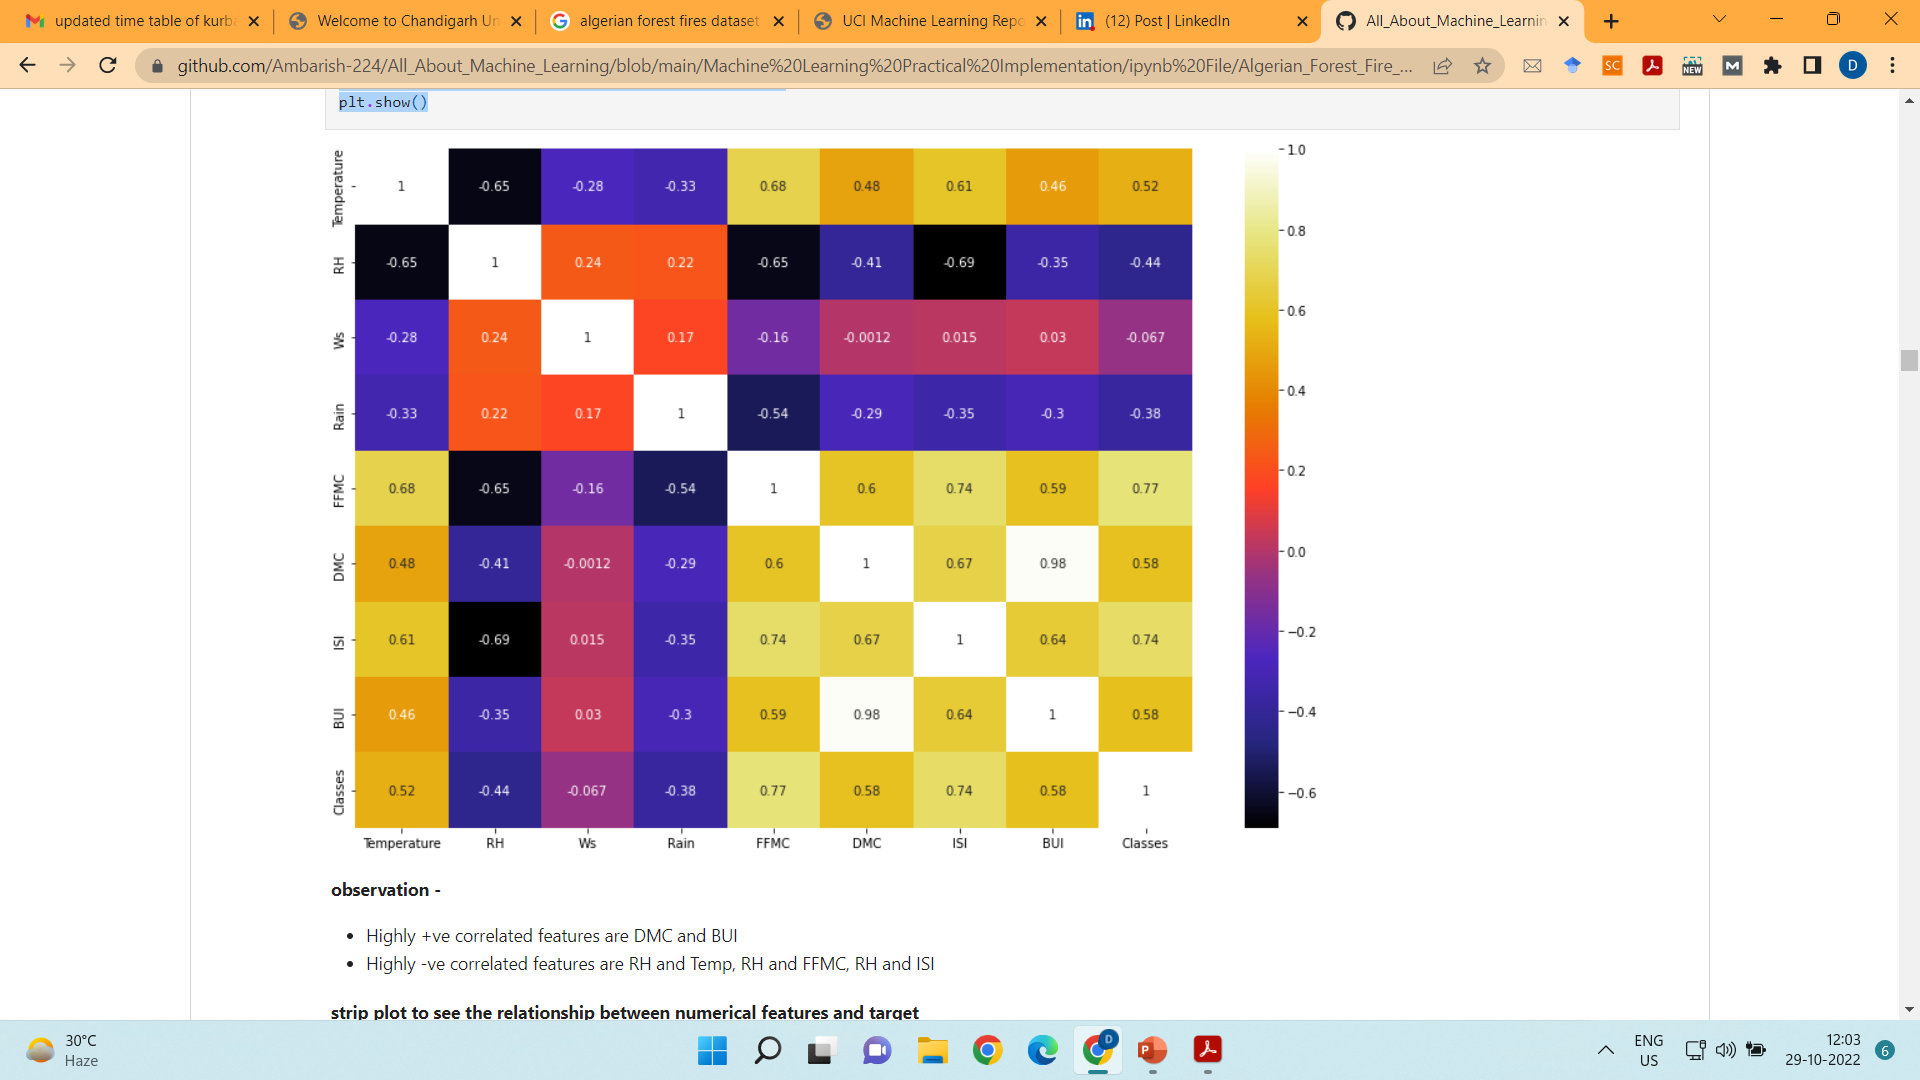 updated time table of kurba
Welcome to Chandigarh Un
algerian forest fires dataset
UCI Machine Learning Repo
(12) Post | LinkedIn
All_About_Machine_Learnin
github.com/Ambarish-224/All_About_Machine_Learning/blob/main/Machine%20Learning%20Practical%20Implementation/ipynb%20File/Algerian_Forest_Fire_...
SC
NEW
M
D
plt.show()
Temperature 1 -0.65 -0.28 -0.33 0.68 0.48 0.61 0.46 0.52
RH -0.65 1 0.24 0.22 -0.65 -0.41 -0.69 -0.35 -0.44
Ws -0.28 0.24 1 0.17 -0.16 -0.0012 0.015 0.03 -0.067
Rain -0.33 0.22 0.17 1 -0.54 -0.29 -0.35 -0.3 -0.38
FFMC 0.68 -0.65 -0.16 -0.54 1 0.6 0.74 0.59 0.77
DMC 0.48 -0.41 -0.0012 -0.29 0.6 1 0.67 0.98 0.58
ISI 0.61 -0.69 0.015 -0.35 0.74 0.67 1 0.64 0.74
BUI 0.46 -0.35 0.03 -0.3 0.59 0.98 0.64 1 0.58
Classes 0.52 -0.44 -0.067 -0.38 0.77 0.58 0.74 0.58 1
Temperature RH Ws Rain FFMC DMC ISI BUI Classes
1.0
0.8
0.6
0.4
0.2
0.0
−0.2
−0.4
−0.6
observation -
• Highly +ve correlated features are DMC and BUI
• Highly -ve correlated features are RH and Temp, RH and FFMC, RH and ISI
strip plot to see the relationship between numerical features and target
30°C
Haze
D
P
ENG
US
12:03
29-10-2022
6